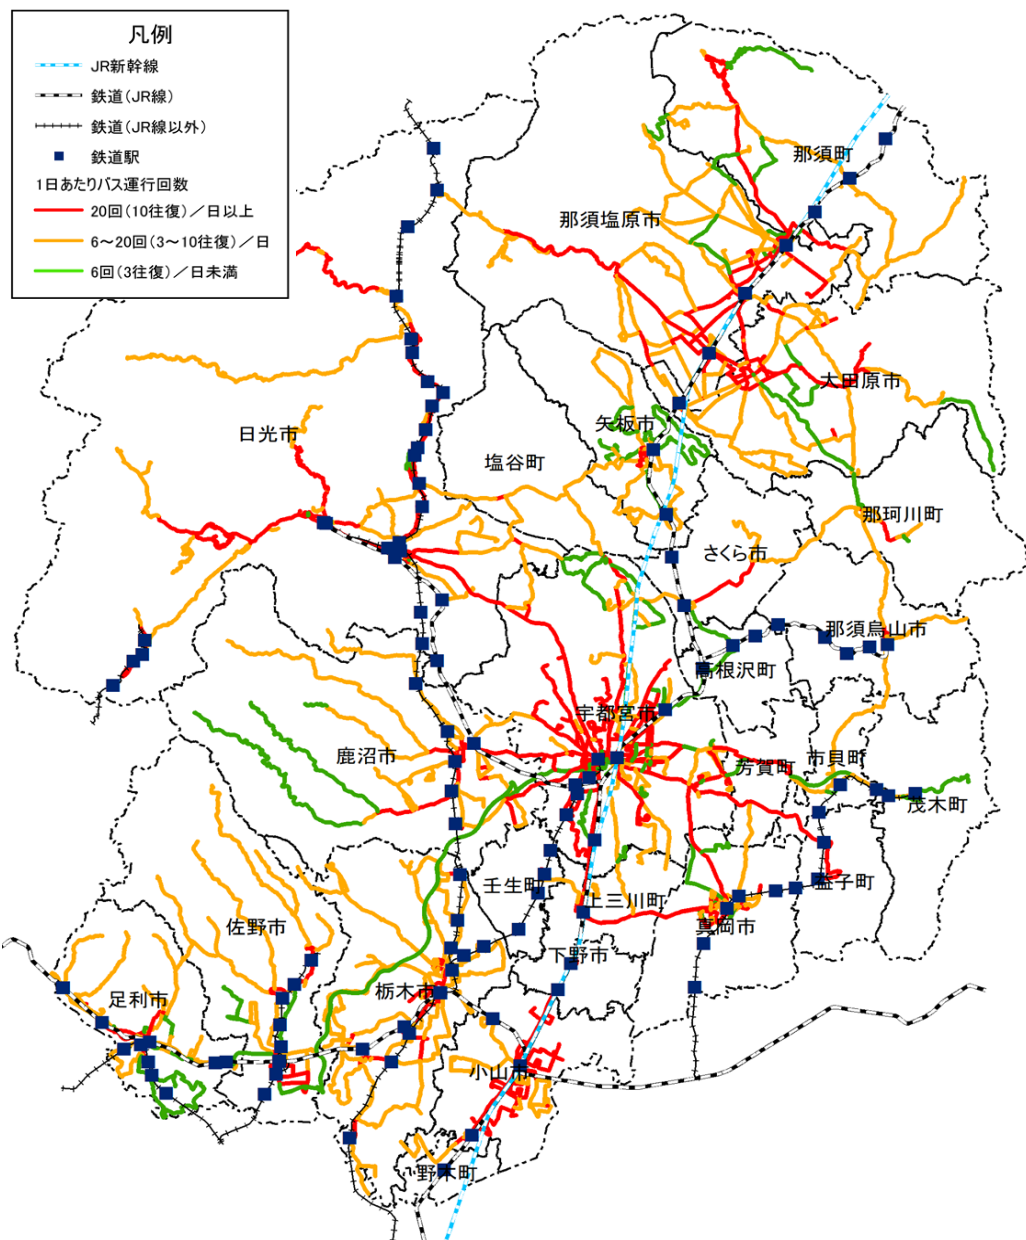 凡例
JR新幹線
鉄道(JR線)
鉄道(JR線以外)
鉄道駅
1日あたりバス運行回数
20回(10往復)/日以上
6~20回(3~10往復)/日
6回(3往復)/日未満
那須町
那須塩原市
大田原市
矢板市
日光市
塩谷町
那珂川町
さくら市
那須烏山市
高根沢町
宇都宮市
鹿沼市
芳賀町
市貝町
茂木町
益子町
壬生町
上三川町
真岡市
佐野市
下野市
足利市
栃木市
小山市
野木町